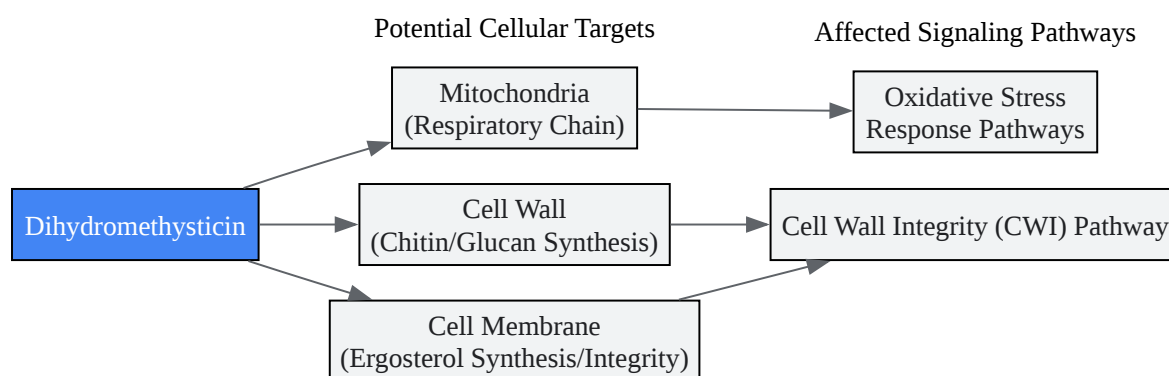 Potential Cellular Targets
Affected Signaling Pathways
Mitochondria
(Respiratory Chain)
Oxidative Stress
Response Pathways
Dihydromethysticin
Cell Wall
(Chitin/Glucan Synthesis)
Cell Wall Integrity (CWI) Pathway
Cell Membrane
(Ergosterol Synthesis/Integrity)